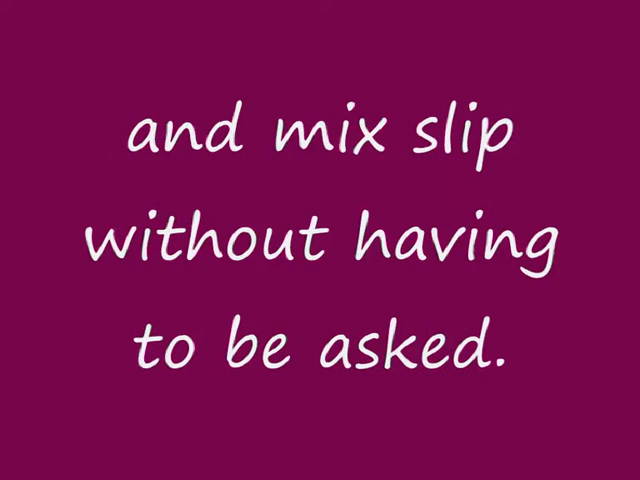 and mix slip
without having
to be asked.